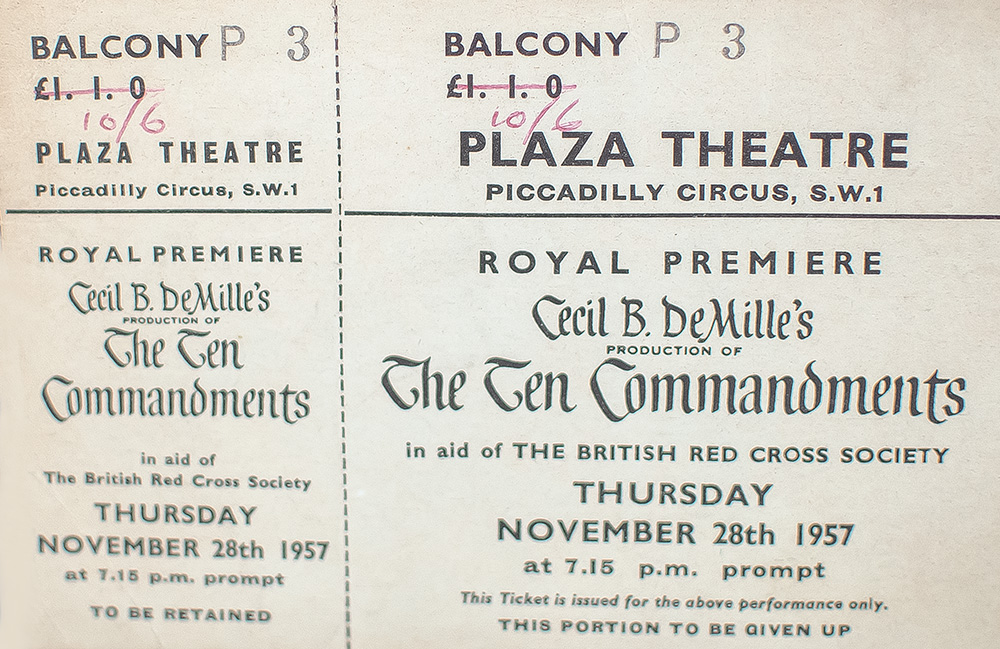 BALCONY P 3
£1. 1. 0
10/6
PLAZA THEATRE
Piccadilly Circus, S.W.1
ROYAL PREMIERE
Cecil B. DeMille's
PRODUCTION OF
The Ten
Commandments
in aid of
The British Red Cross Society
THURSDAY
NOVEMBER 28th 1957
at 7.15 p.m. prompt
TO BE RETAINED
BALCONY P 3
£1. 1. 0
10/6
PLAZA THEATRE
PICCADILLY CIRCUS, S.W.1
ROYAL PREMIERE
Cecil B. DeMille's
PRODUCTION OF
The Ten Commandments
in aid of THE BRITISH RED CROSS SOCIETY
THURSDAY
NOVEMBER 28th 1957
at 7.15 p.m. prompt
This Ticket is issued for the above performance only.
THIS PORTION TO BE GIVEN UP